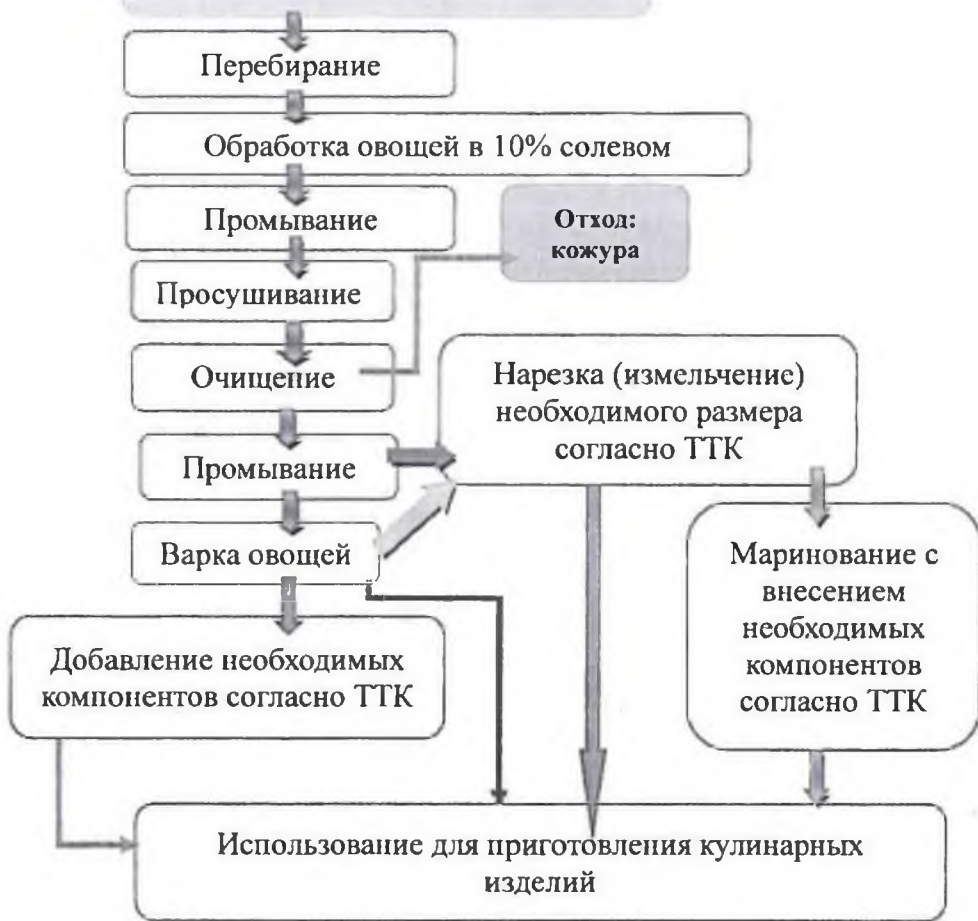 Перебирание
Обработка овощей в 10% солевом
Промывание
Отход:
кожура
Просушивание
Очищение
Нарезка (измельчение)
необходимого размера
согласно ТТК
Промывание
Варка овощей
Маринование с
внесением
необходимых
компонентов
согласно ТТК
Добавление необходимых
компонентов согласно ТТК
Использование для приготовления кулинарных
изделий